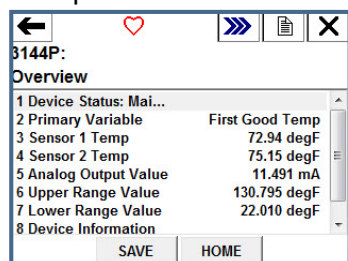 3144P:
Overview
1 Device Status: Mai...
2 Primary Variable First Good Temp
3 Sensor 1 Temp 72.94 degF
4 Sensor 2 Temp 75.15 degF
5 Analog Output Value 11.491 mA
6 Upper Range Value 130.795 degF
7 Lower Range Value 22.010 degF
8 Device Information
SAVE HOME